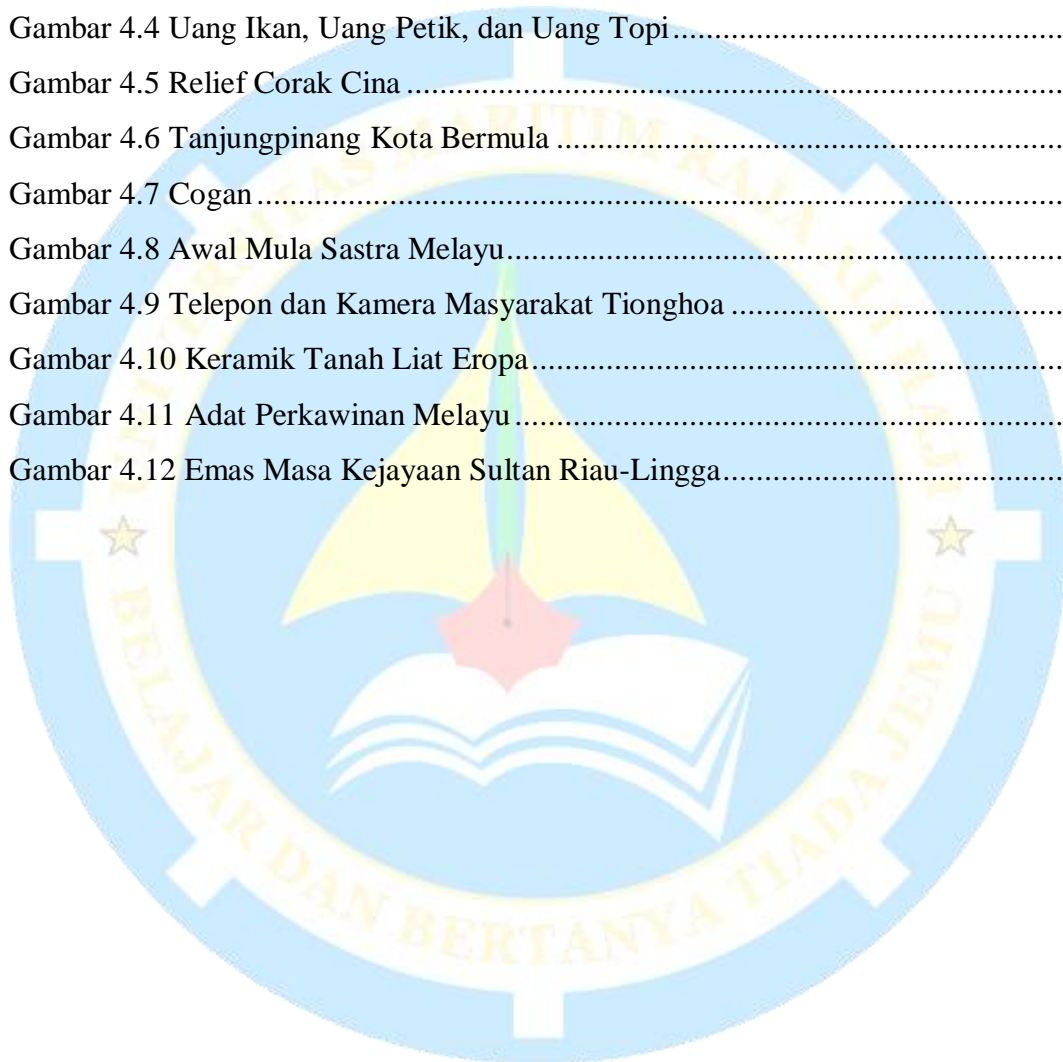 Gambar 4.4 Uang Ikan, Uang Petik, dan Uang Topi............................................
Gambar 4.5 Relief Corak Cina............................................
Gambar 4.6 Tanjungpinang Kota Bermula............................................
Gambar 4.7 Cogan............................................
Gambar 4.8 Awal Mula Sastra Melayu............................................
Gambar 4.9 Telepon dan Kamera Masyarakat Tionghoa............................................
Gambar 4.10 Keramik Tanah Liat Eropa............................................
Gambar 4.11 Adat Perkawinan Melayu............................................
Gambar 4.12 Emas Masa Kejayaan Sultan Riau-Lingga............................................
UNIVERSITAS MARITIM RAJA ALI HAJI
BELAJAR DAN BERTANYA TIADA JEMU